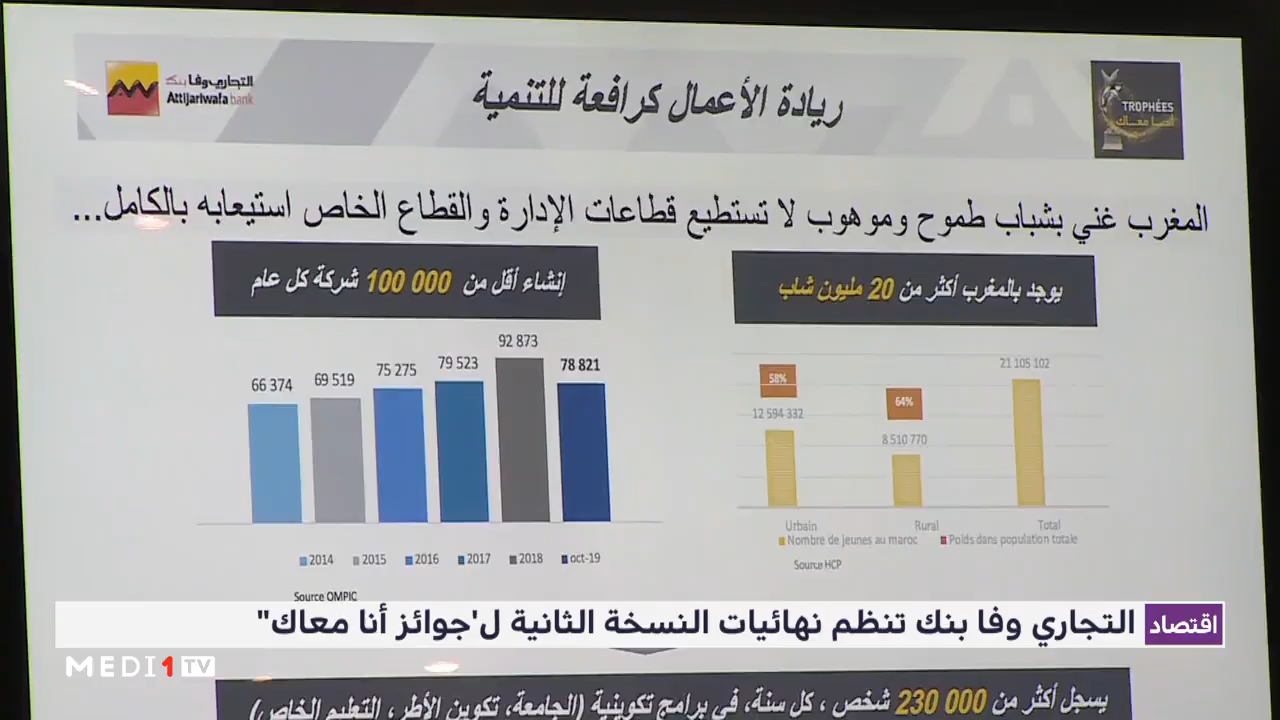 التجاري وفا بنك
Attijariwafa bank
ريادة الأعمال كرافعة للتنمية
TROPHÉES
أنا معاك
المغرب غني بشباب طموح وموهوب لا تستطيع قطاعات الإدارة والقطاع الخاص استيعابه بالكامل...
يوجد بالمغرب أكثر من 20 مليون شاب
58%
64%
21 105 102
12 594 332
8 510 770
Urbain
Rural
Total
Nombre de jeunes au maroc
Poids dans population totale
Source HCP
إنشاء أقل من 100 000 شركة كل عام
66 374
69 519
75 275
79 523
92 873
78 821
2014
2015
2016
2017
2018
oct-19
Source OMPIC
اقتصاد
التجاري وفا بنك تنظم نهائيات النسخة الثانية ل'جوائز أنا معاك"
MEDI1TV
يسجل أكثر من 230 000 شخص ، كل سنة، في برامج تكوينية (الجامعة، تكوين الأطر، التعليم الخاص)